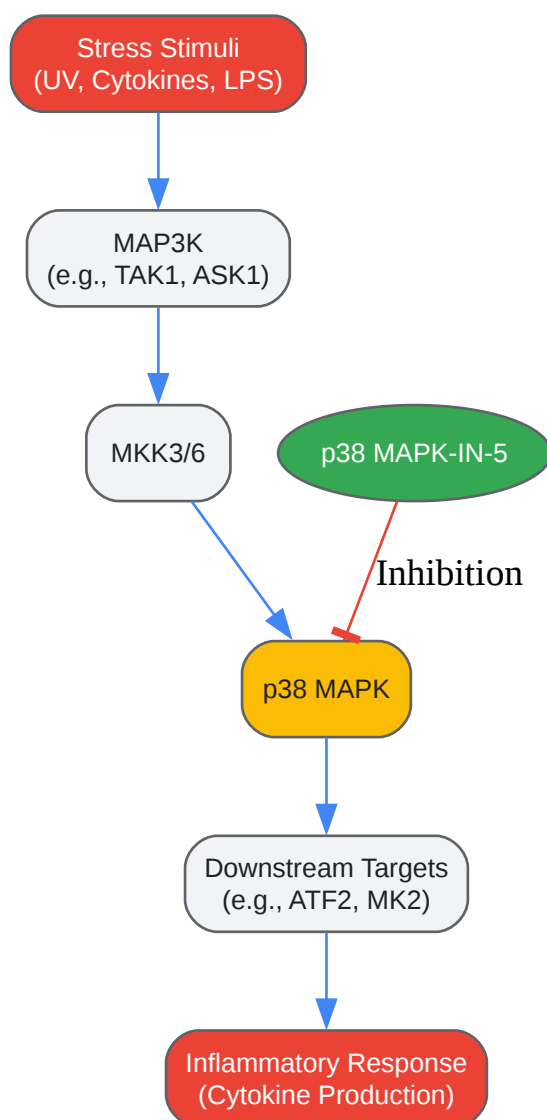 Stress Stimuli
(UV, Cytokines, LPS)
MAP3K
(e.g., TAK1, ASK1)
MKK3/6
p38 MAPK-IN-5
Inhibition
p38 MAPK
Downstream Targets
(e.g., ATF2, MK2)
Inflammatory Response
(Cytokine Production)